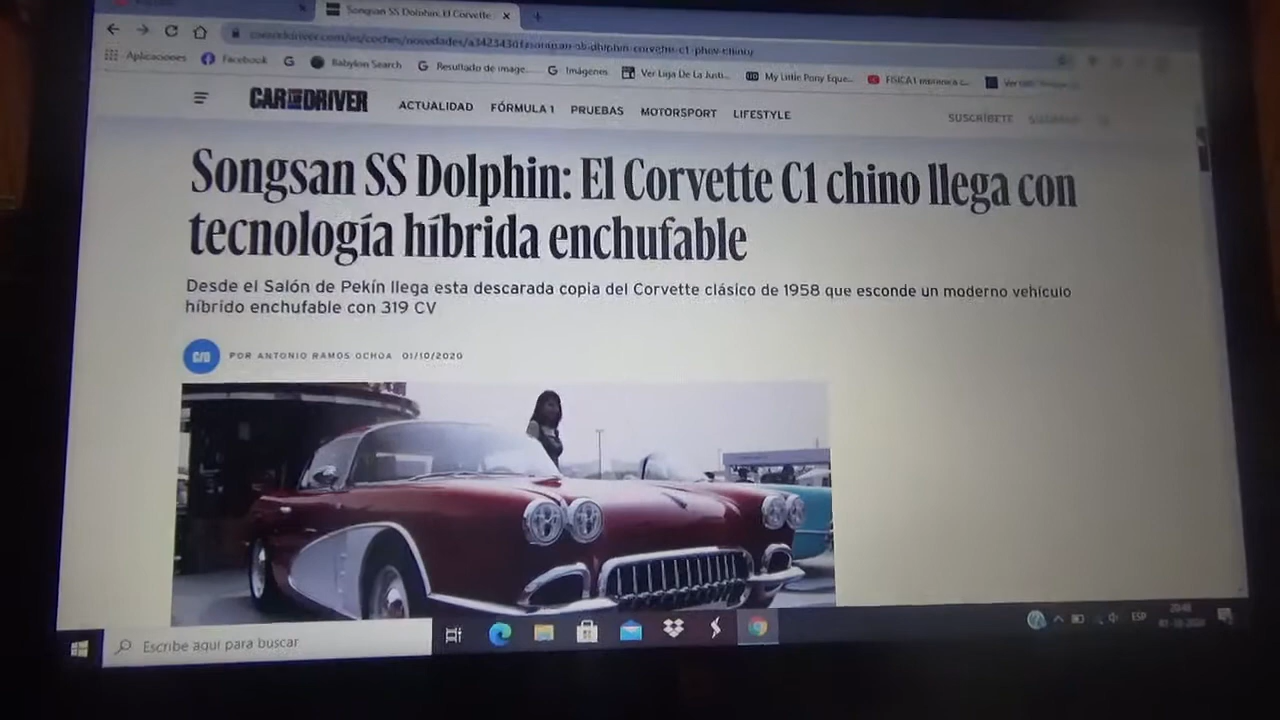 Songsan SS Dolphin: El Corvette
Aplicaciones Facebook G Babylon Search Resultado de image... Imágenes Ver Liga De La Justi... My Little Pony Eque...
CAR AND DRIVER ACTUALIDAD FÓRMULA 1 PRUEBAS MOTORSPORT LIFESTYLE SUSCRÍBETE
Songsan SS Dolphin: El Corvette C1 chino llega con
tecnología híbrida enchufable
Desde el Salón de Pekín llega esta descarada copia del Corvette clásico de 1958 que esconde un moderno vehículo
híbrido enchufable con 319 CV
C/D POR ANTONIO RAMOS OCHOA 01/10/2020
Escribe aquí para buscar
ESP